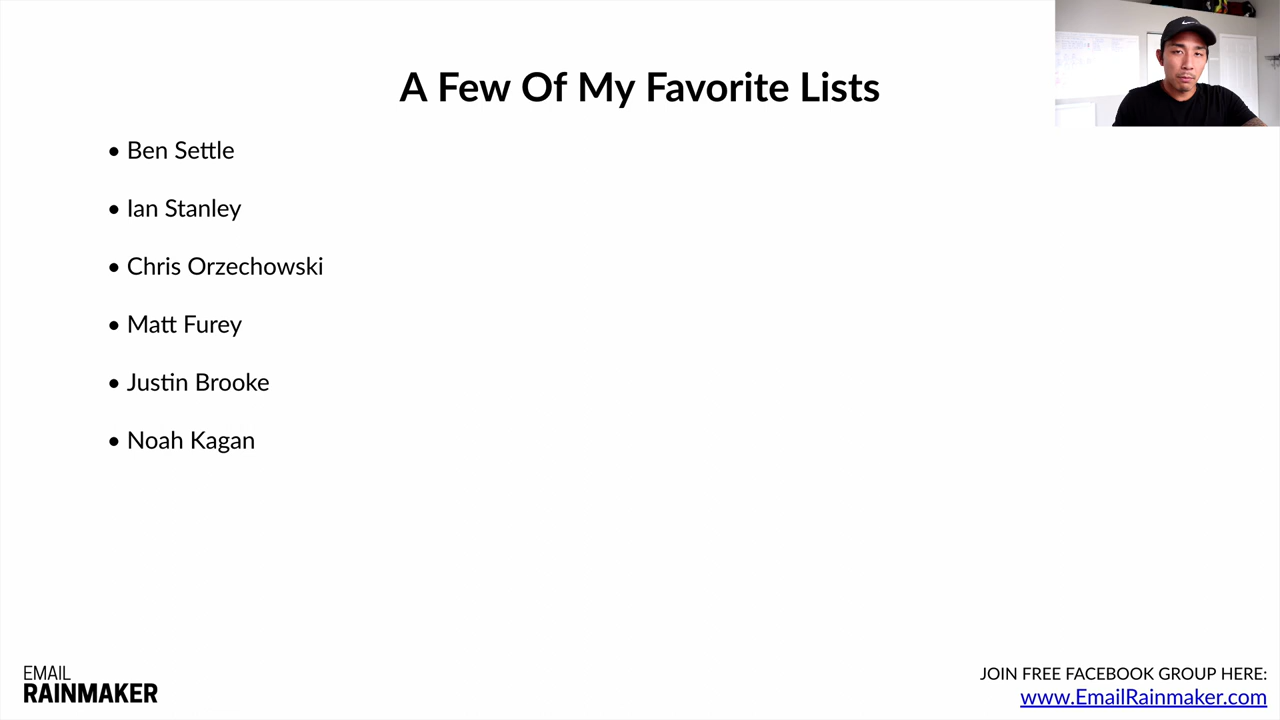 A Few Of My Favorite Lists
• Ben Settle
• Ian Stanley
• Chris Orzechowski
• Matt Furey
• Justin Brooke
• Noah Kagan
EMAIL
RAINMAKER
JOIN FREE FACEBOOK GROUP HERE:
www.EmailRainmaker.com